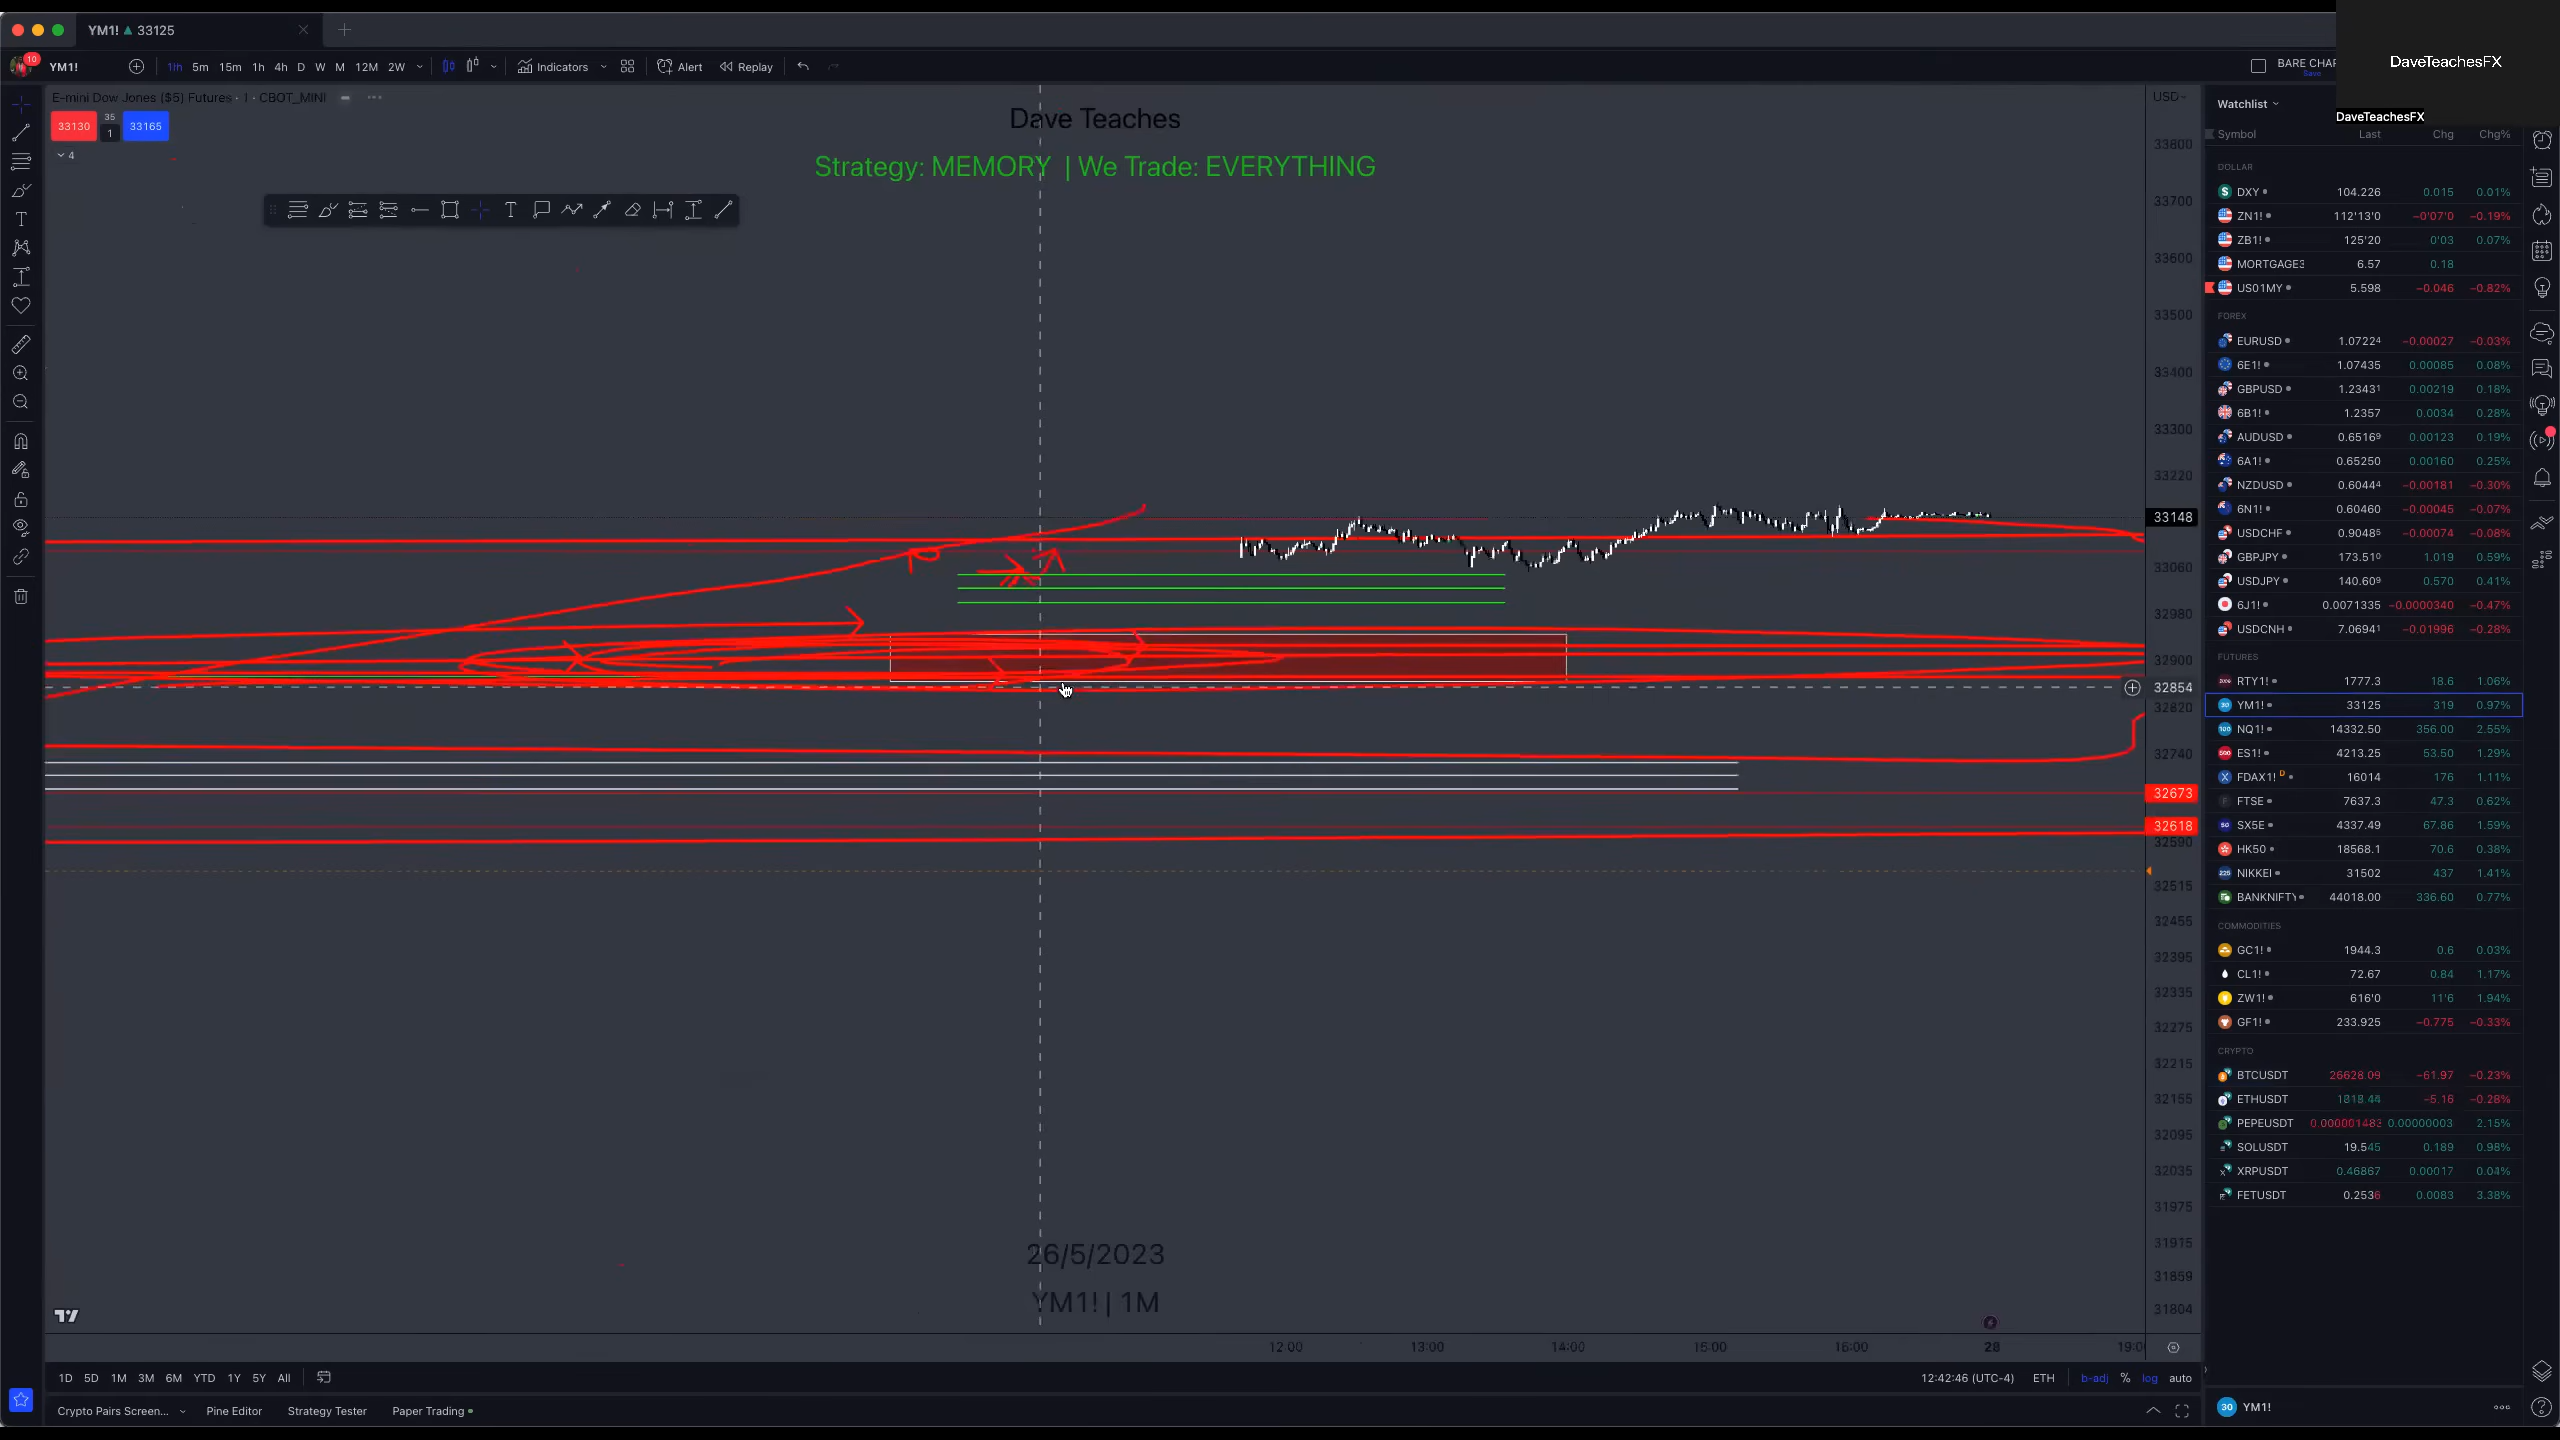 YM1! ▲ 33125
DaveTeachesFX
DaveTeachesFX
10
YM1! 5m 15m 1h 4h D W M 12M 2W Indicators Alert Replay
Save
E-mini Dow Jones ($5) Futures · 1 · CBOT_MINI
33130 35 1 33165
4
Dave Teaches
Strategy: MEMORY | We Trade: EVERYTHING
26/5/2023
YM1! | 1M
USD
33800
33700
33600
33500
33400
33300
33220
33148
33060
32980
32900
32854
32820
32740
32673
32618
32590
32515
32455
32395
32335
32275
32215
32155
32095
32035
31975
31915
31859
31804
12:00 13:00 14:00 15:00 16:00 28
1D 5D 1M 3M 6M YTD 1Y 5Y All
12:42:46 (UTC-4) ETH b-adj % log auto
Crypto Pairs Screen... Pine Editor Strategy Tester Paper Trading
Watchlist
Symbol Last Chg Chg%
DOLLAR
DXY 104.226 0.015 0.01%
ZN1! 112'13'0 −0'07'0 −0.19%
ZB1! 125'20 0'03 0.07%
MORTGAGE3 6.57 0.18
US01MY 5.598 −0.046 −0.82%
FOREX
EURUSD 1.07224 −0.00027 −0.03%
6E1! 1.07435 0.00085 0.08%
GBPUSD 1.23431 0.00219 0.18%
6B1! 1.2357 0.0034 0.28%
AUDUSD 0.65169 0.00123 0.19%
6A1! 0.65250 0.00160 0.25%
NZDUSD 0.60444 −0.00181 −0.30%
6N1! 0.60460 −0.00045 −0.07%
USDCHF 0.90485 −0.00074 −0.08%
GBPJPY 173.510 1.019 0.59%
USDJPY 140.609 0.570 0.41%
6J1! 0.0071335 −0.0000340 −0.47%
USDCNH 7.06941 −0.01996 −0.28%
FUTURES
RTY1! 1777.3 18.6 1.06%
YM1! 33125 319 0.97%
NQ1! 14332.50 356.00 2.55%
ES1! 4213.25 53.50 1.29%
FDAX1! D 16014 176 1.11%
FTSE 7637.3 47.3 0.62%
SX5E 4337.49 67.86 1.59%
HK50 18568.1 70.6 0.38%
NIKKEI 31502 437 1.41%
BANKNIFTY 44018.00 336.60 0.77%
COMMODITIES
GC1! 1944.3 0.6 0.03%
CL1! 72.67 0.84 1.17%
ZW1! 616'0 11'6 1.94%
GF1! 233.925 −0.775 −0.33%
CRYPTO
BTCUSDT 26628.09 −61.97 −0.23%
ETHUSDT 1818.44 −5.16 −0.28%
PEPEUSDT 0.000001483 0.00000003 2.15%
SOLUSDT 19.545 0.189 0.98%
XRPUSDT 0.46867 0.00017 0.04%
FETUSDT 0.2536 0.0083 3.38%
30 YM1!